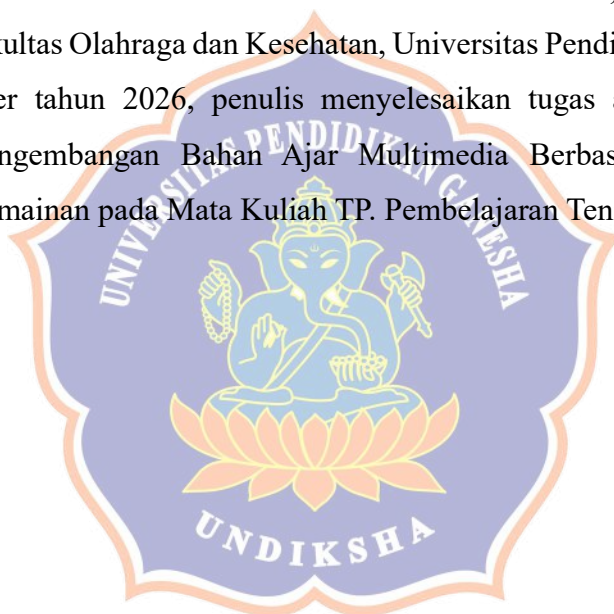 kultas Olahraga dan Kesehatan, Universitas Pendi
er tahun 2026, penulis menyelesaikan tugas
ngembangan Bahan Ajar Multimedia Berbas
mainan pada Mata Kuliah TP. Pembelajaran Ten
UNIVERSITAS PENDIDIKAN GANESHA
UNDIKSHA